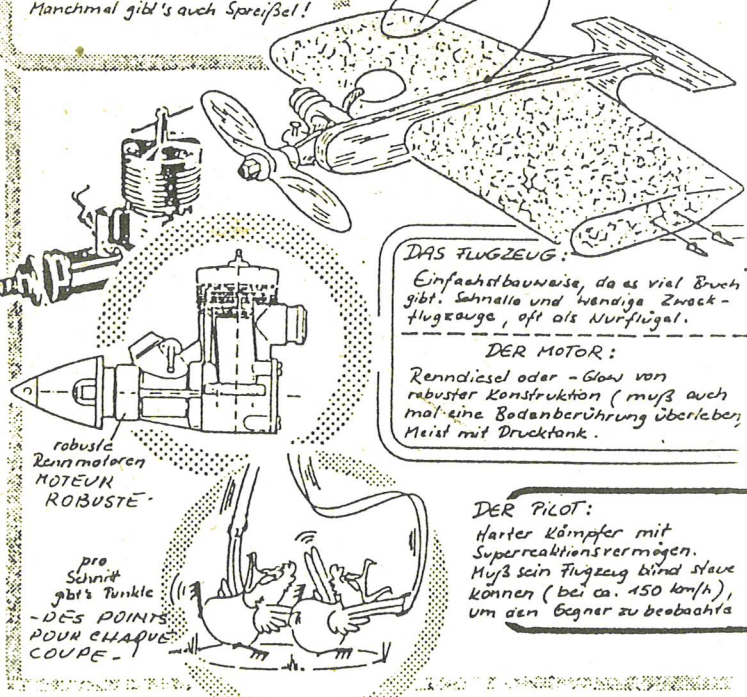 Manchmal gibt's auch Spreißel!
DAS FLUGZEUG:
Einfachstbauweise, da es viel Bruch
gibt. Schnelle und wendige Zweck-
flugzeuge, oft als Nurflügel.
DER MOTOR:
Renndiesel oder - Glow von
robuster Konstruktion (muß auch
mal eine Bodenberührung überleben,
Meist mit Drucktank.
robuste
Rennmotoren
MOTEUR
ROBUSTE -
DER PILOT:
Harter Kämpfer mit
Superreaktionsvermögen.
Muß sein Flugzeug blind steue
können (bei ca. 150 km/h),
um den Gegner zu beobachte
pro
Schnitt
gibt's Punkte
- DES POINTS
POUR CHAQUE
COUPE -